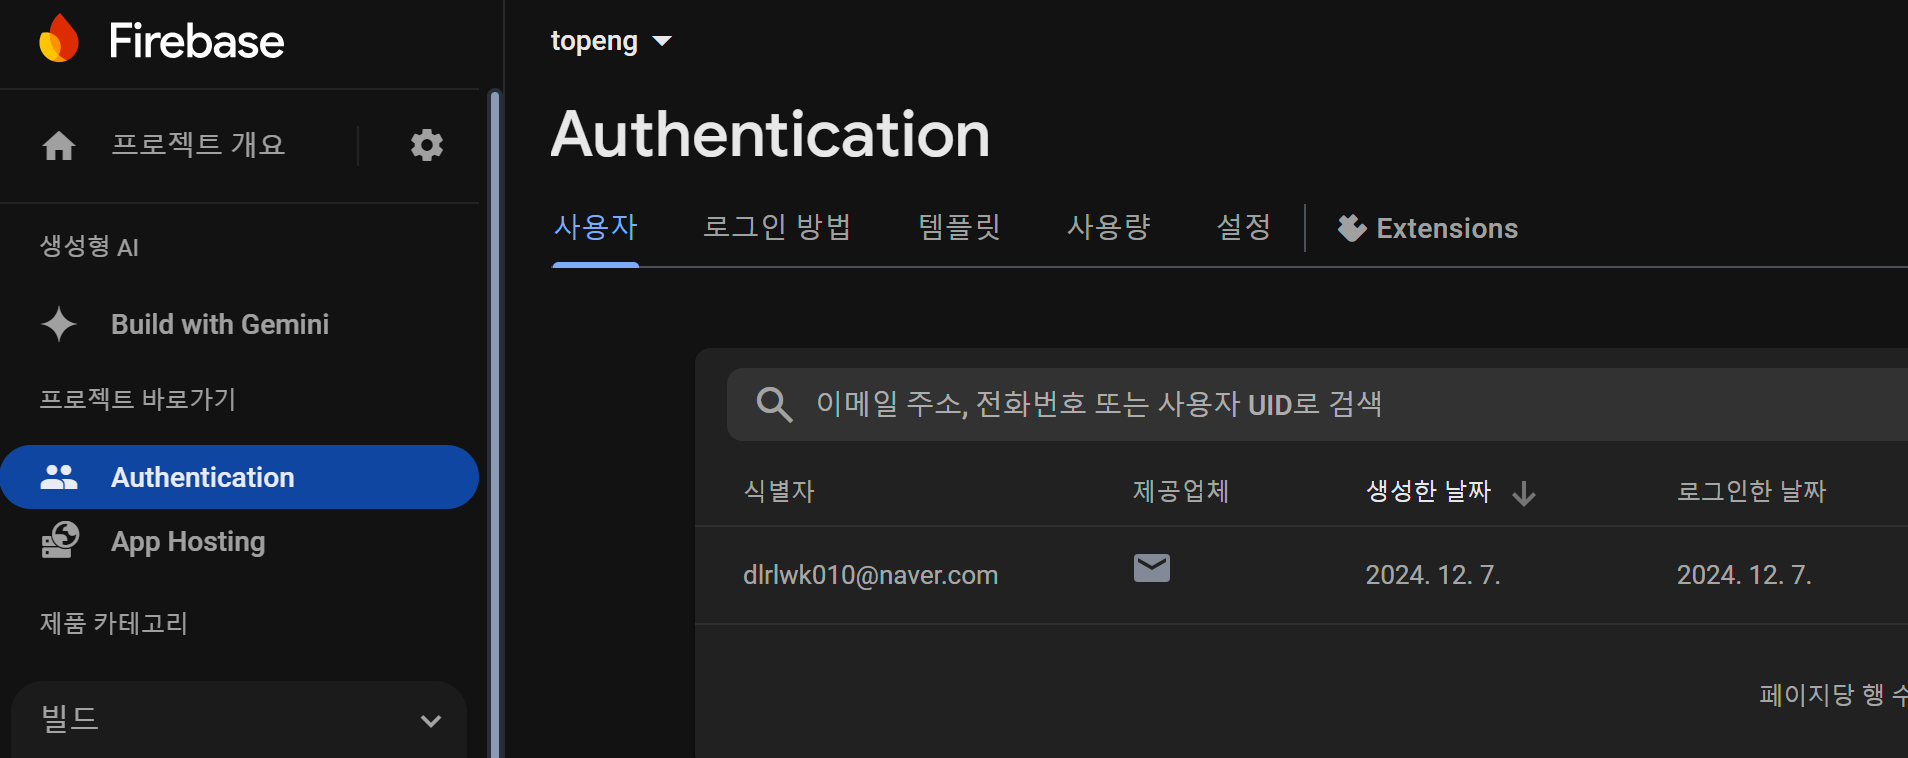 Firebase
프로젝트 개요
생성형 AI
Build with Gemini
프로젝트 바로가기
Authentication
App Hosting
제품 카테고리
빌드
topeng
Authentication
사용자 로그인 방법 템플릿 사용량 설정 Extensions
이메일 주소, 전화번호 또는 사용자 UID로 검색
식별자 제공업체 생성한 날짜 로그인한 날짜
dlrlwk010@naver.com 2024. 12. 7. 2024. 12. 7.
페이지당 행 수